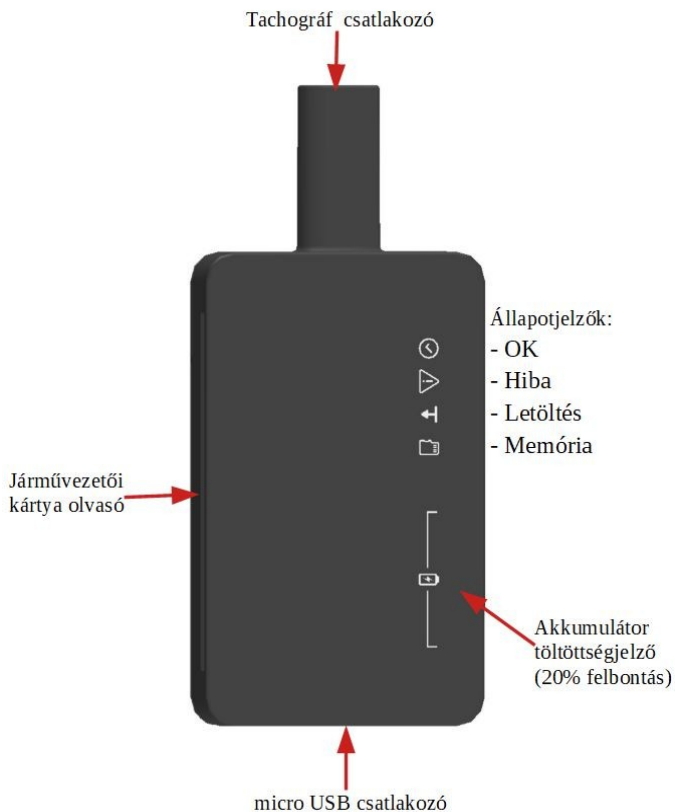 Tachográf csatlakozó
Állapotjelzők:
- OK
- Hiba
- Letöltés
- Memória
Járművezetői
kártya olvasó
Akkumulátor
töltöttségjelző
(20% felbontás)
micro USB csatlakozó